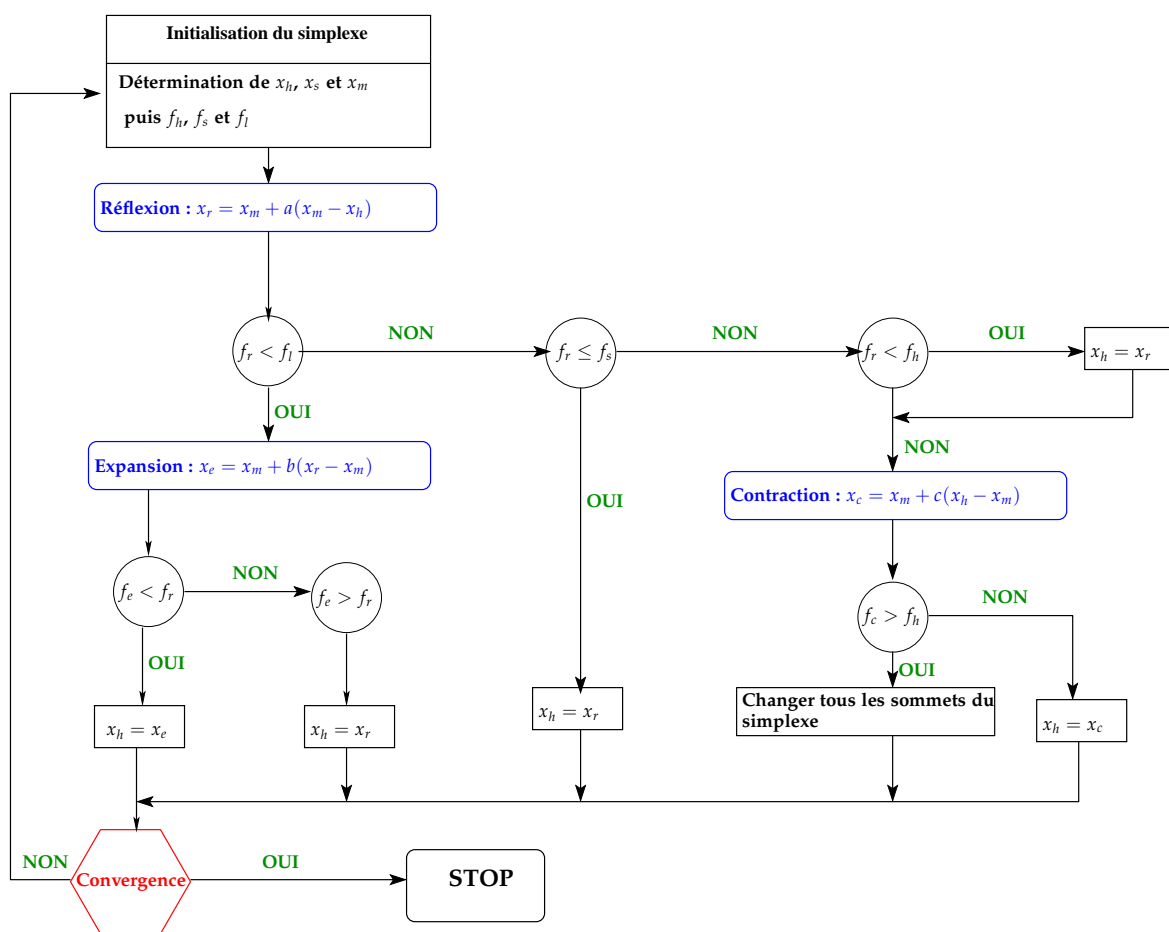 Initialisation du simplexe
Détermination de x_h, x_s et x_m
puis f_h, f_s et f_l
Réflexion : x_r = x_m + a(x_m − x_h)
NON
NON
OUI
f_r < f_l
f_r ≤ f_s
f_r < f_h
x_h = x_r
OUI
Expansion : x_e = x_m + b(x_r − x_m)
NON
Contraction : x_c = x_m + c(x_h − x_m)
OUI
NON
f_e < f_r
f_e > f_r
NON
f_c > f_h
OUI
OUI
Changer tous les sommets du
simplexe
x_h = x_e
x_h = x_r
x_h = x_r
x_h = x_c
NON
Convergence
OUI
STOP